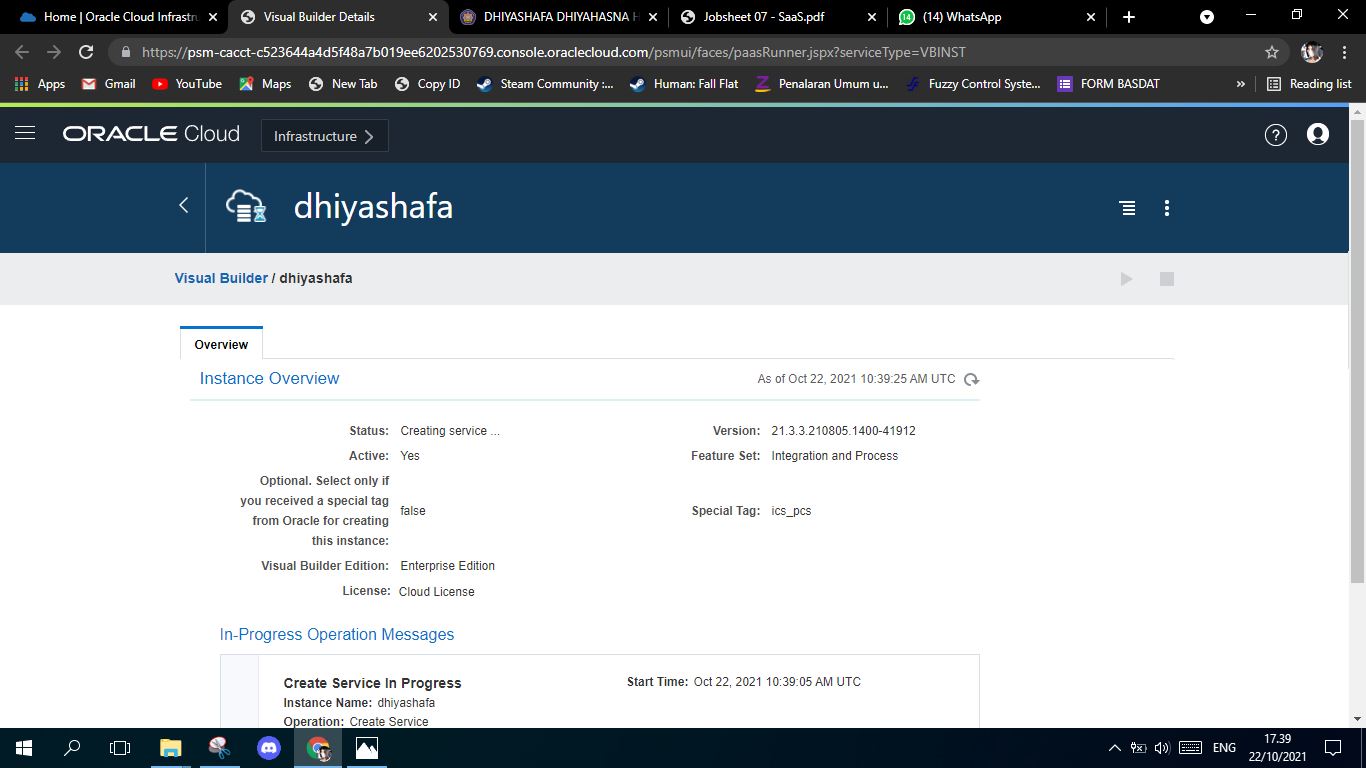 Home | Oracle Cloud Infrastru
Visual Builder Details
DHIYASHAFA DHIYAHASNA H
Jobsheet 07 - SaaS.pdf
14
(14) WhatsApp
https://psm-cacct-c523644a4d5f48a7b019ee6202530769.console.oraclecloud.com/psmui/faces/paasRunner.jspx?serviceType=VBINST
Apps
Gmail
YouTube
Maps
New Tab
Copy ID
Steam Community :...
Human: Fall Flat
Penalaran Umum u...
Fuzzy Control Syste...
FORM BASDAT
»
Reading list
ORACLE Cloud
Infrastructure
?
dhiyashafa
Visual Builder / dhiyashafa
Overview
Instance Overview
As of Oct 22, 2021 10:39:25 AM UTC
Status: Creating service ...
Version: 21.3.3.210805.1400-41912
Active: Yes
Feature Set: Integration and Process
Optional. Select only if
you received a special tag
from Oracle for creating
this instance:
false
Special Tag: ics_pcs
Visual Builder Edition: Enterprise Edition
License: Cloud License
In-Progress Operation Messages
Create Service In Progress
Start Time: Oct 22, 2021 10:39:05 AM UTC
Instance Name: dhiyashafa
Operation: Create Service
ENG
17.39
22/10/2021